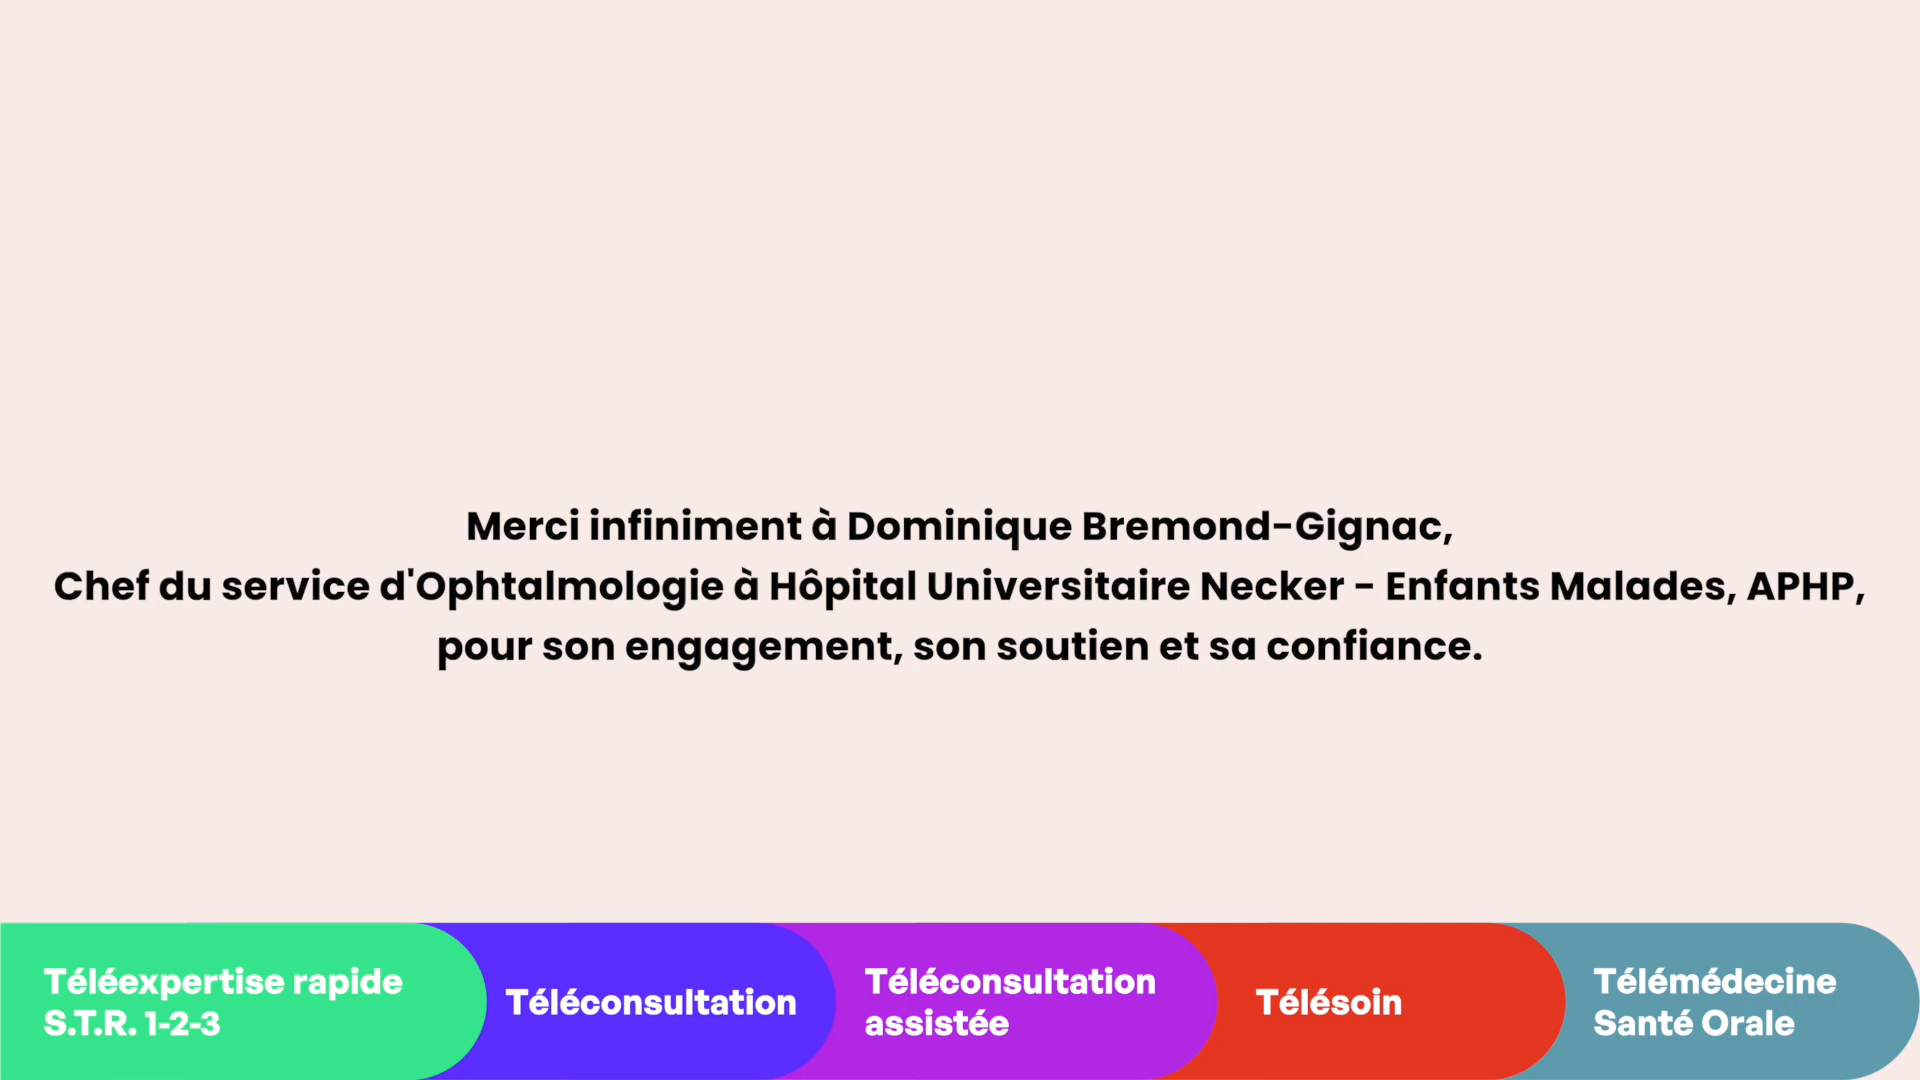 Merci infiniment à Dominique Bremond-Gignac,
Chef du service d'Ophtalmologie à Hôpital Universitaire Necker - Enfants Malades, APHP,
pour son engagement, son soutien et sa confiance.
Téléexpertise rapide
S.T.R. 1-2-3
Téléconsultation
Téléconsultation
assistée
Télésoin
Télémédecine
Santé Orale